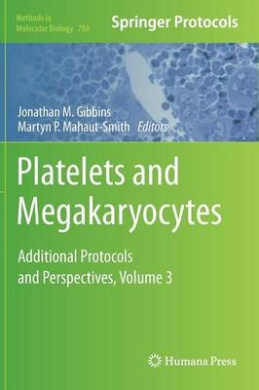 Methods in
Molecular Biology 788
Springer Protocols
Jonathan M. Gibbins
Martyn P. Mahaut-Smith Editors
Platelets and
Megakaryocytes
Additional Protocols
and Perspectives, Volume 3
Humana Press